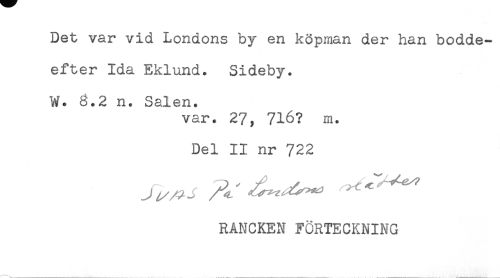 Det var vid Londons by en köpman der han bodde-
efter Ida Eklund.  Sideby.
W. 8.2 n. Salen.
var. 27, 716?  m.
Del II nr 722
SVAS På Londons slätter
RANCKEN FÖRTECKNING